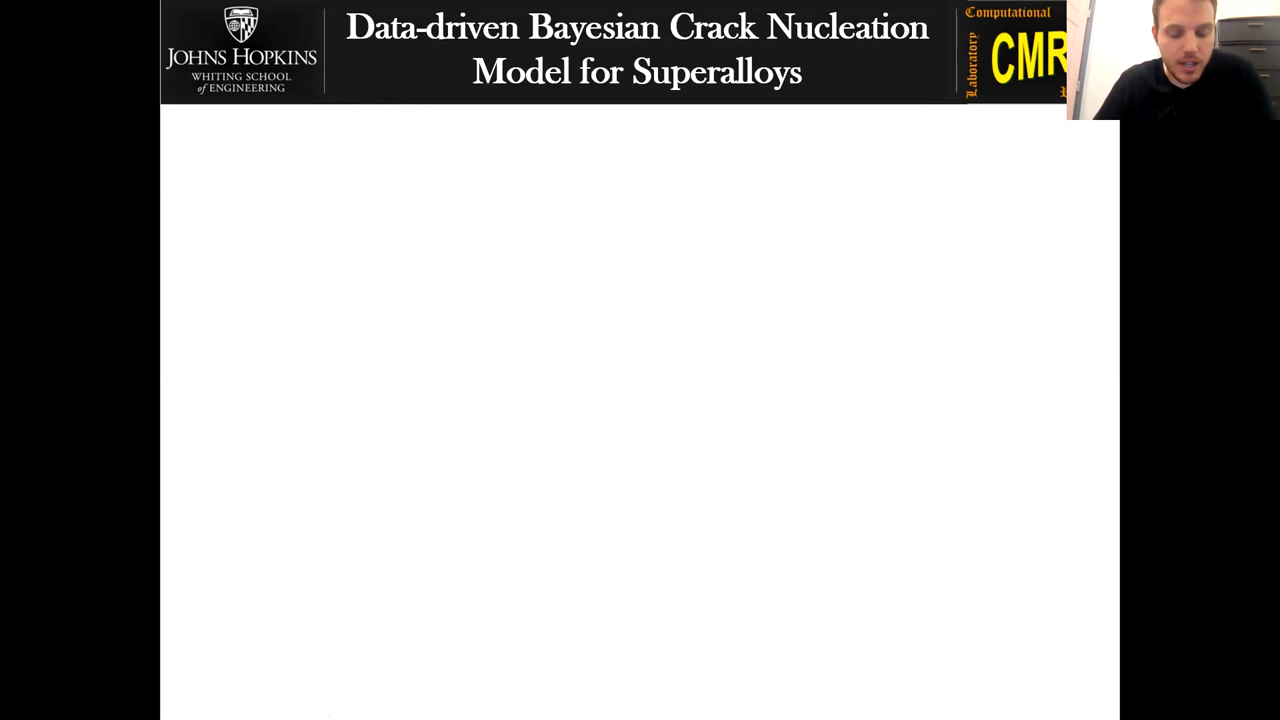 JOHNS HOPKINS
WHITING SCHOOL
of ENGINEERING
Data-driven Bayesian Crack Nucleation
Model for Superalloys
Computational
Laboratory
CMR